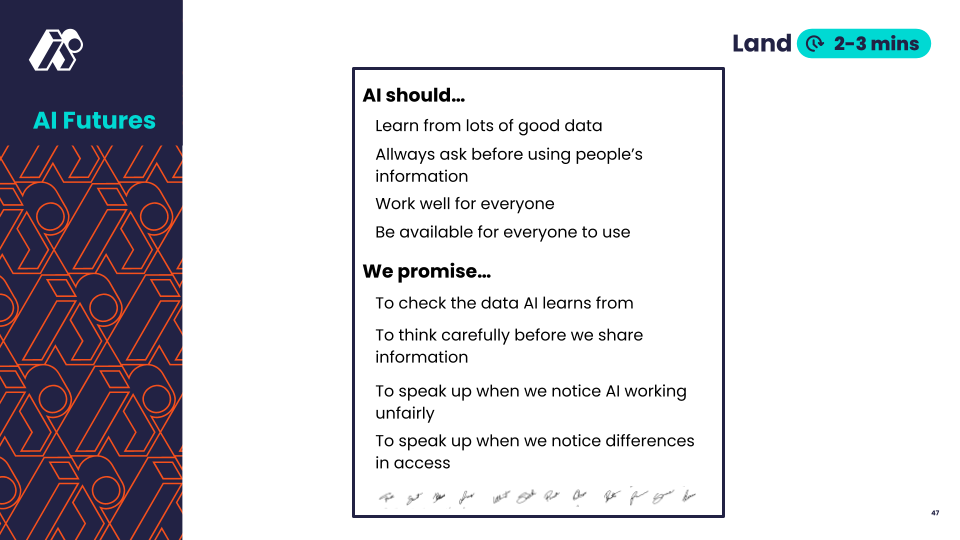 AI Futures
Land
2-3 mins
AI should...
Learn from lots of good data
Allways ask before using people’s
information
Work well for everyone
Be available for everyone to use
We promise...
To check the data AI learns from
To think carefully before we share
information
To speak up when we notice AI working
unfairly
To speak up when we notice differences
in access
47